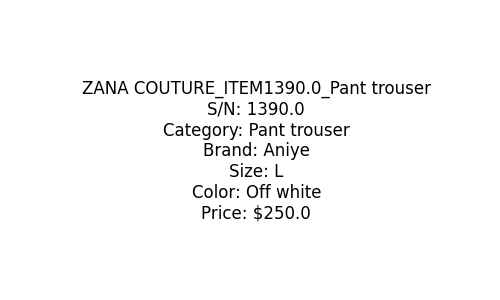 ZANA COUTURE_ITEM1390.0_Pant trouser
S/N: 1390.0
Category: Pant trouser
Brand: Aniye
Size: L
Color: Off white
Price: $250.0